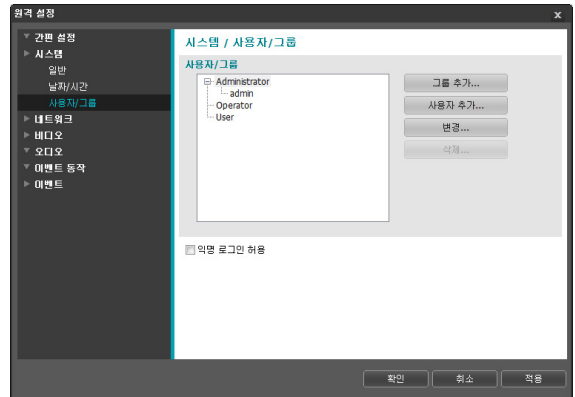 원격 설정
x
간편 설정
시스템
일반
날짜/시간
사용자/그룹
네트워크
비디오
오디오
이벤트 동작
이벤트
시스템 / 사용자/그룹
사용자/그룹
Administrator
admin
Operator
User
그룹 추가...
사용자 추가...
변경...
삭제...
익명 로그인 허용
확인
취소
적용